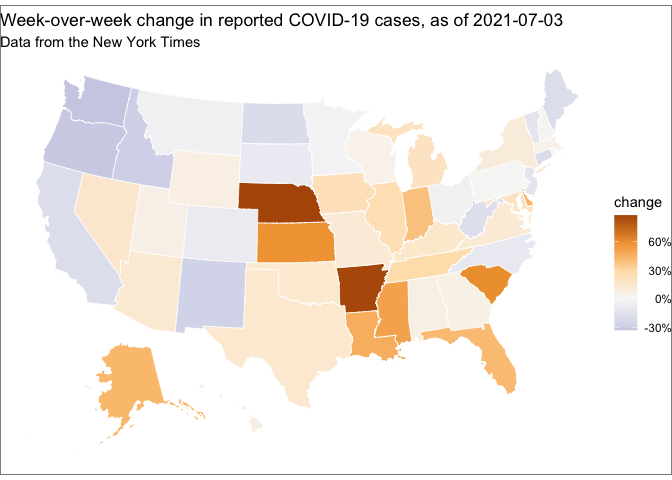 Week-over-week change in reported COVID-19 cases, as of 2021-07-03
Data from the New York Times
change
60%
30%
0%
-30%